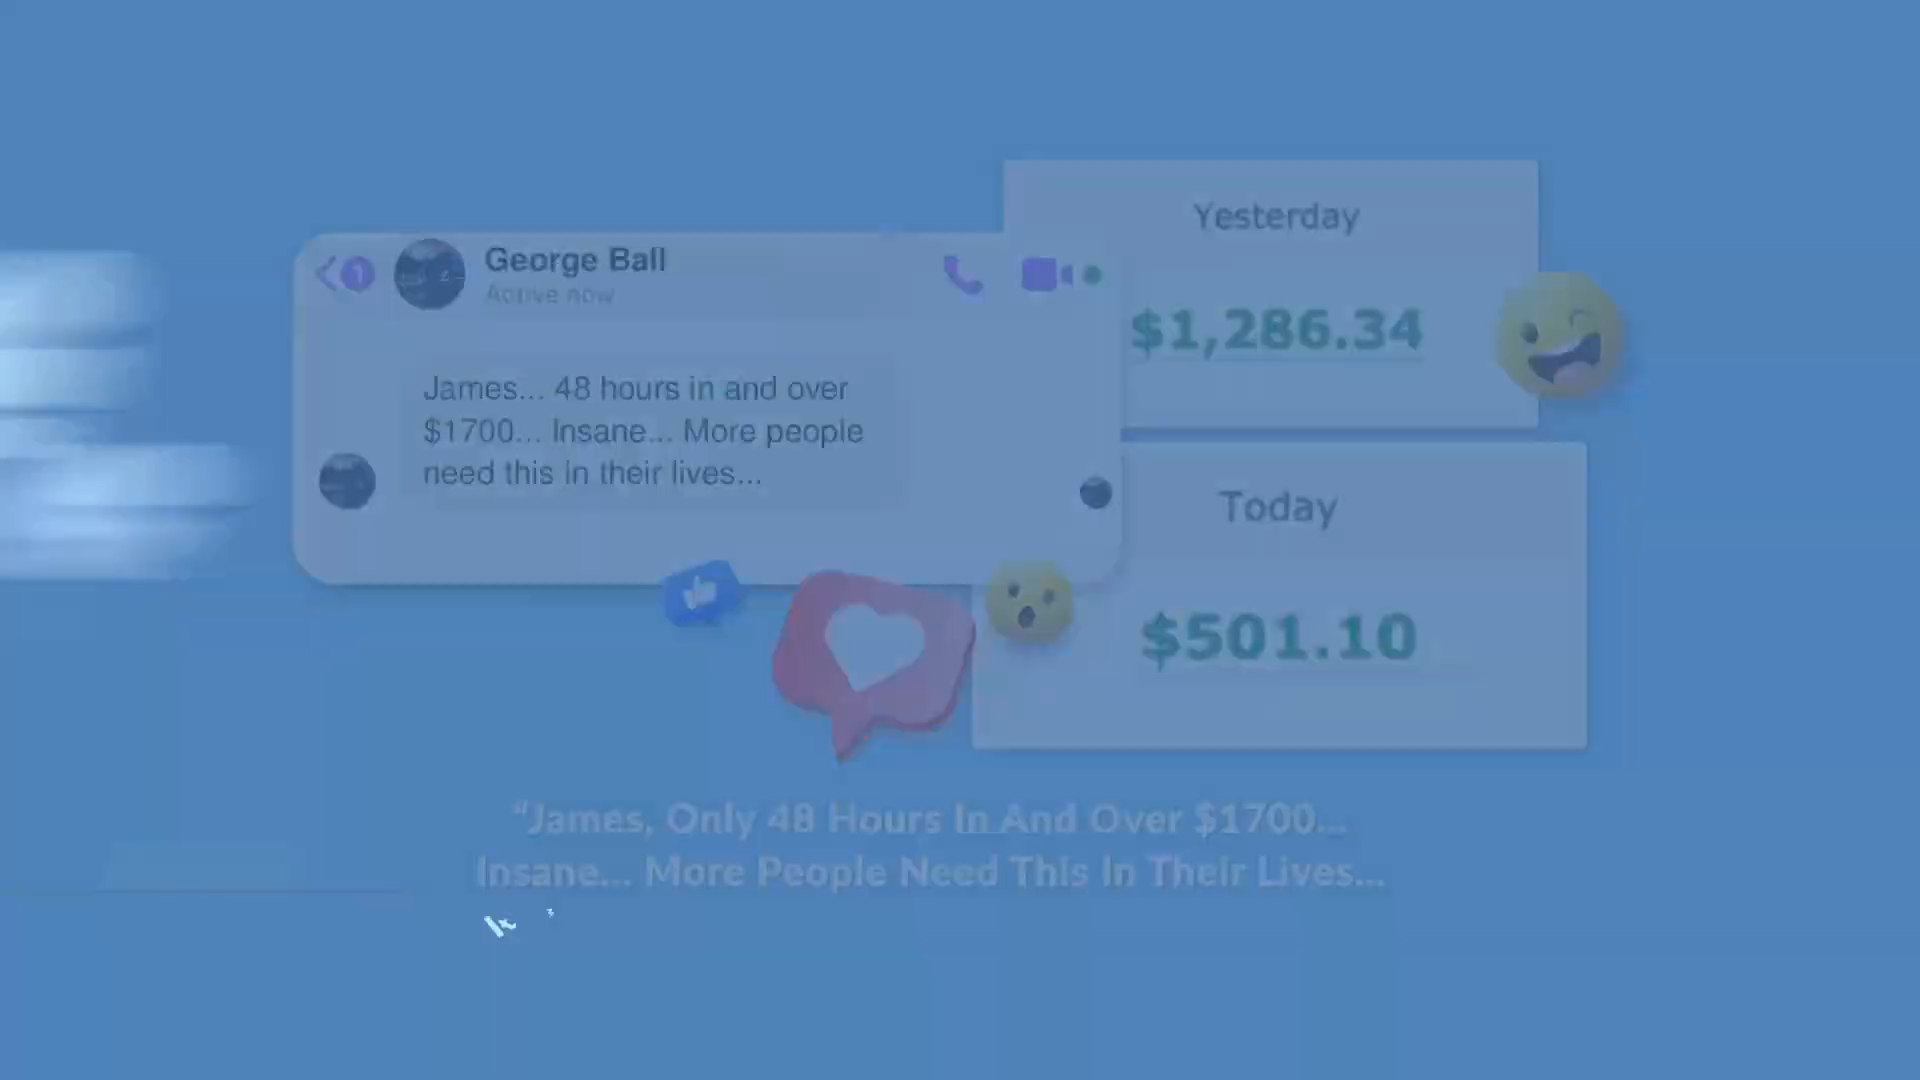 George Ball
Active now
James... 48 hours in and over
$1700... Insane... More people
need this in their lives...
Yesterday
$1,286.34
Today
$501.10
"James, Only 48 Hours In And Over $1700...
Insane... More People Need This In Their Lives...